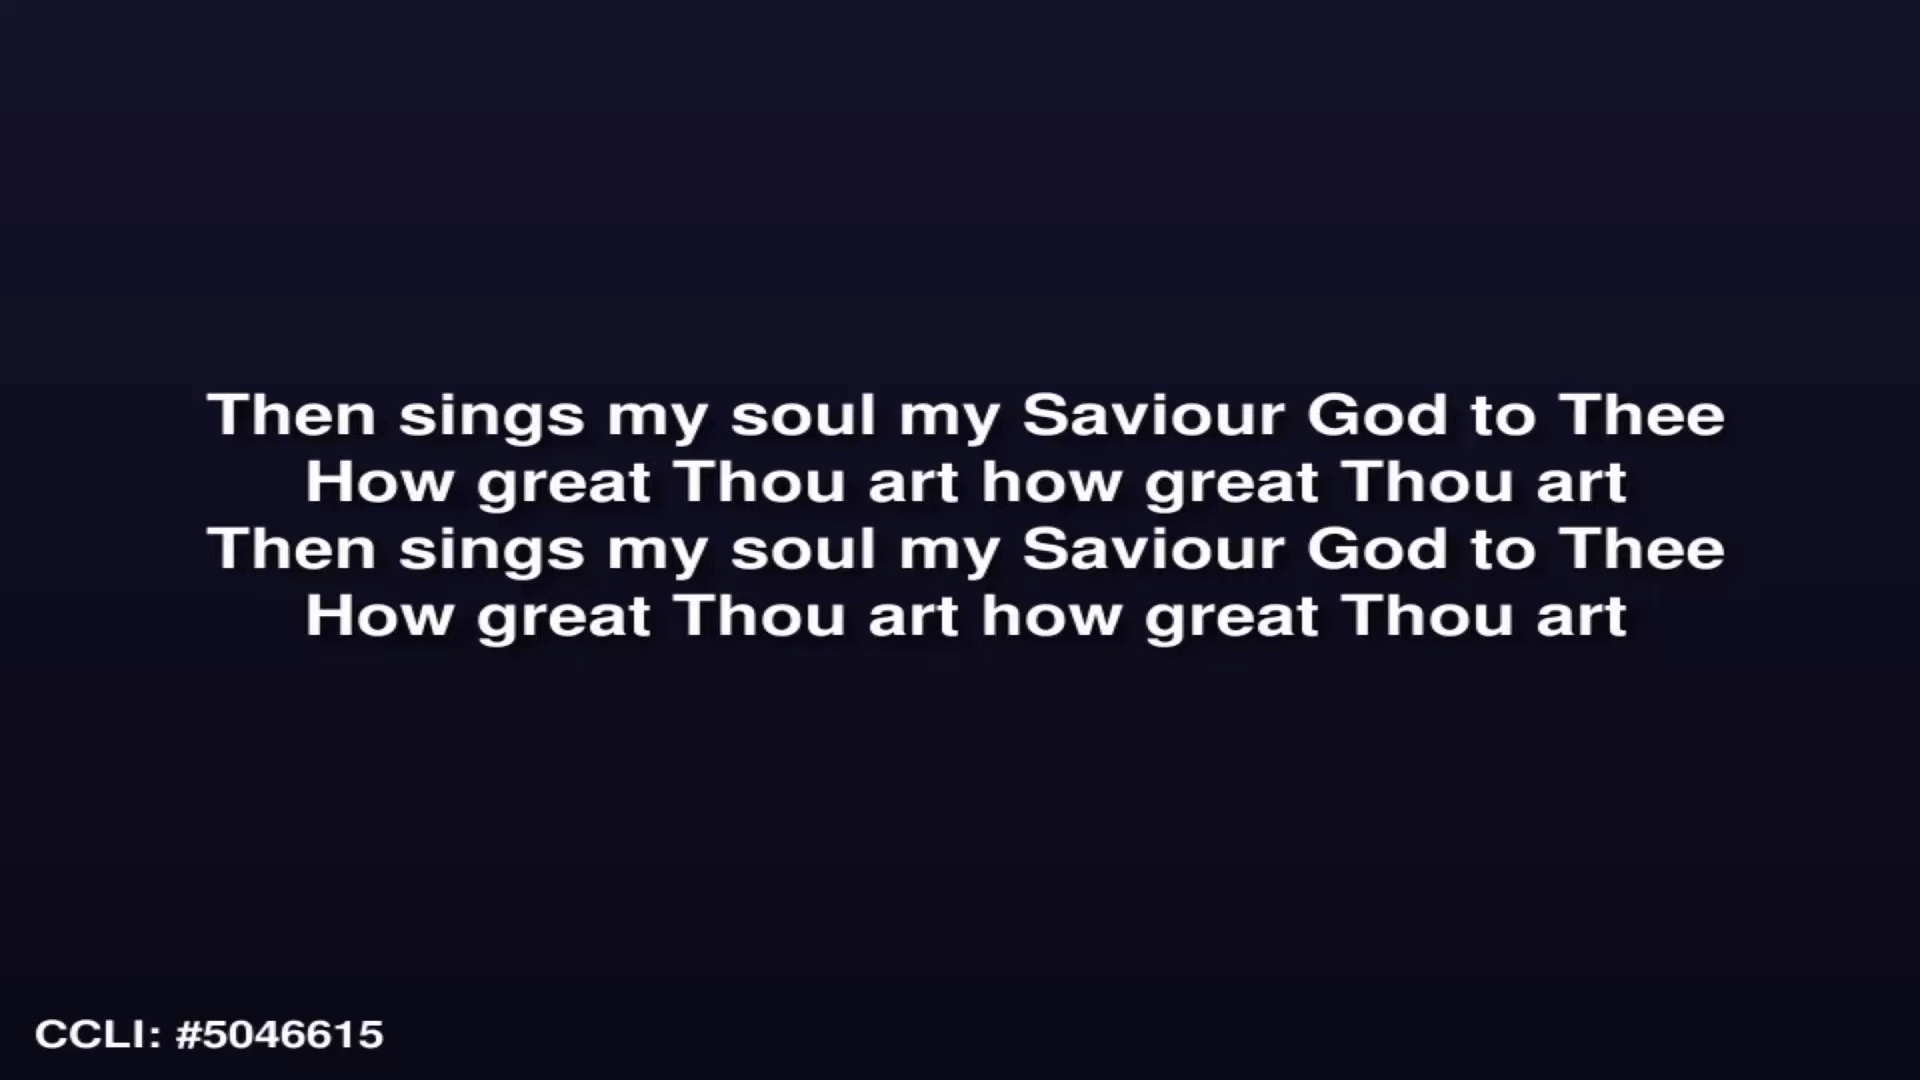 Then sings my soul my Saviour God to Thee
How great Thou art how great Thou art
Then sings my soul my Saviour God to Thee
How great Thou art how great Thou art
CCLI: #5046615